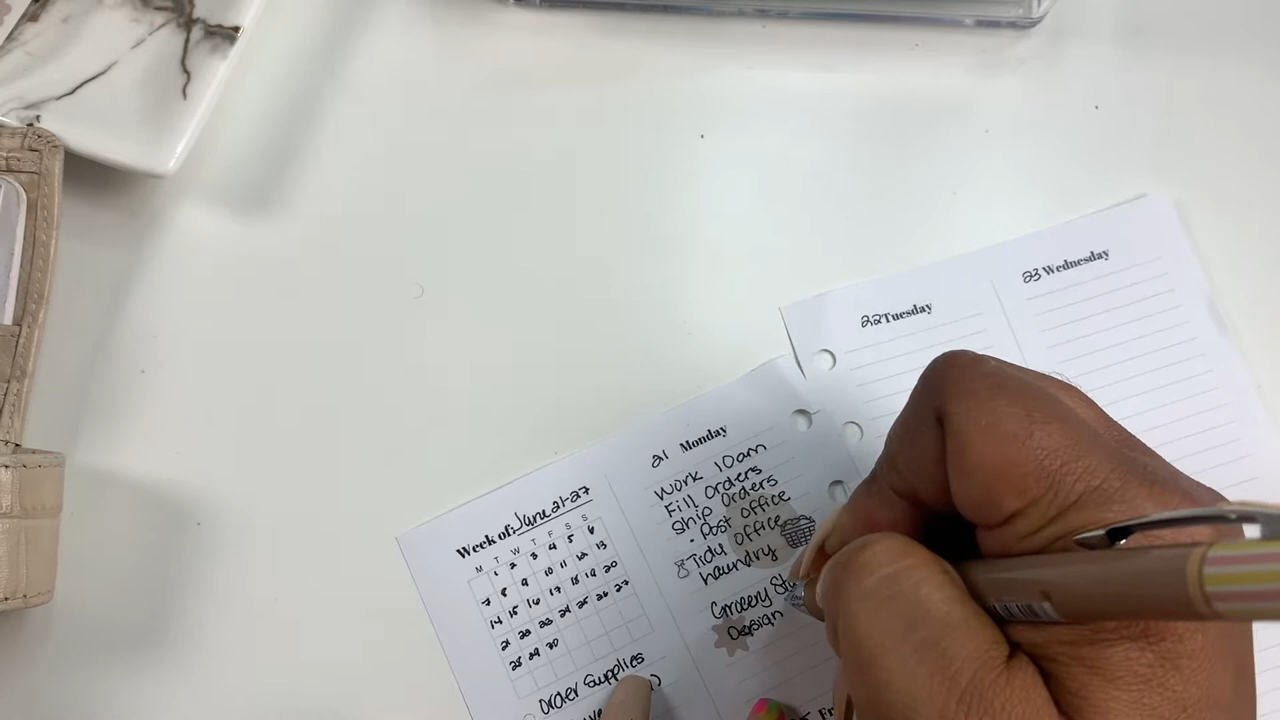 Week of: June 21-27
M T W T F S S
1 2 3 4 5 6
7 8 9 10 11 12 13
14 15 16 17 18 19 20
21 22 23 24 25 26 27
28 29 30
Order Supplies
21 Monday
Work 10am
Fill Orders
Ship Orders
• Post Office
Tidy Office
Laundry
Grocery
Design
22 Tuesday
23 Wednesday